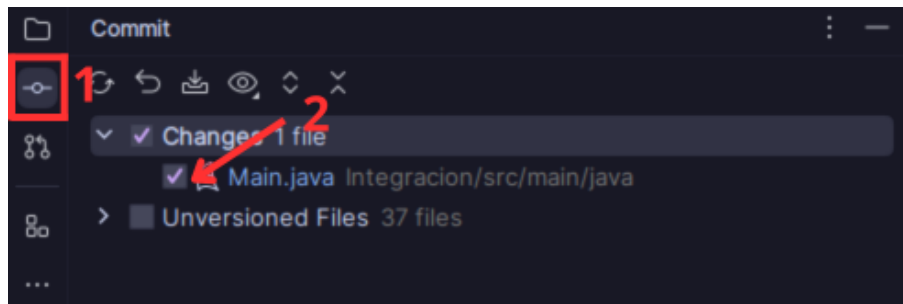 Commit
1
2
Changes 1 file
Main.java Integracion/src/main/java
Unversioned Files 37 files